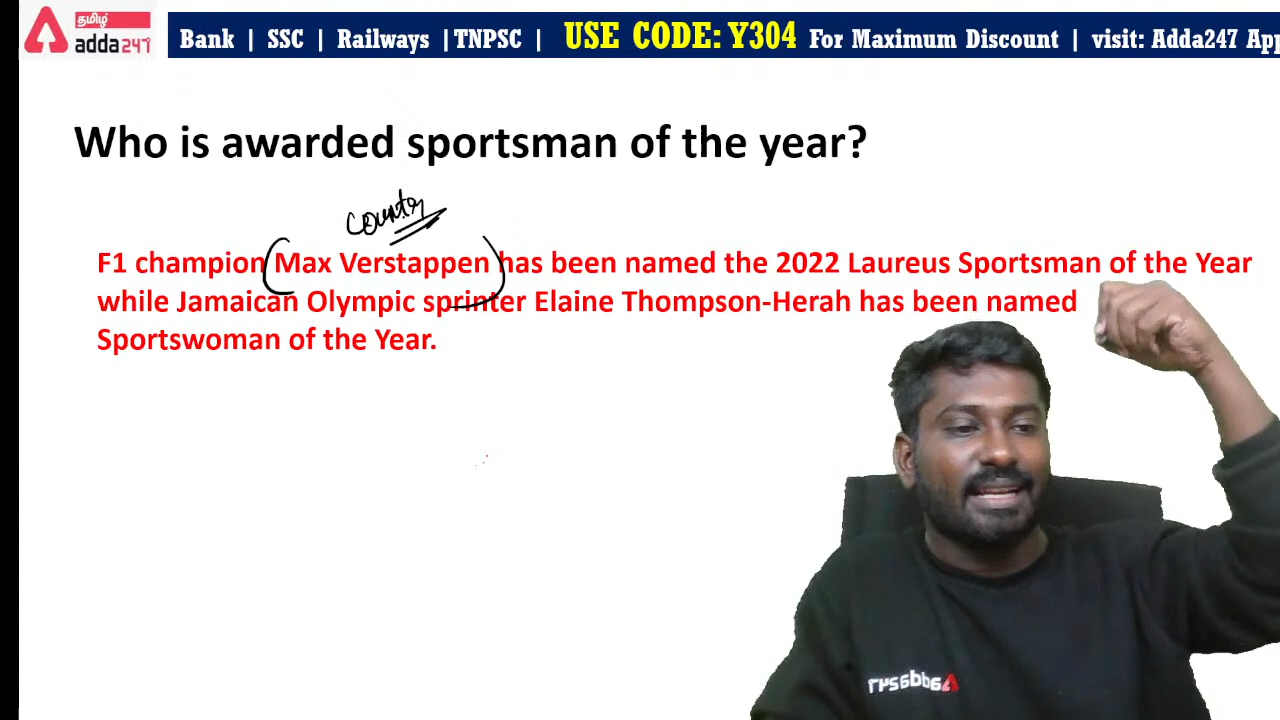 தமிழ்
adda247
Bank | SSC | Railways |TNPSC | USE CODE: Y304 For Maximum Discount | visit: Adda247 App
Who is awarded sportsman of the year?
country
F1 champion Max Verstappen has been named the 2022 Laureus Sportsman of the Year
while Jamaican Olympic sprinter Elaine Thompson-Herah has been named
Sportswoman of the Year.
adda247